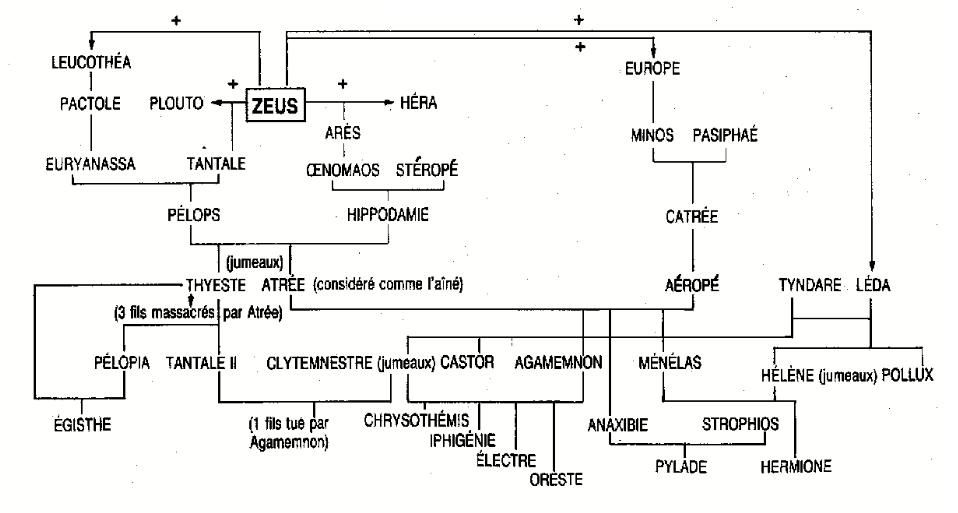 + +
+
LEUCOTHÉA EUROPE
PACTOLE PLOUTO + ZEUS + HÉRA
ARÈS MINOS PASIPHAÉ
EURYANASSA TANTALE ŒNOMAOS STÉROPÉ
PÉLOPS HIPPODAMIE CATRÉE
(jumeaux)
THYESTE ATRÉE (considéré comme l'aîné) AÉROPÉ TYNDARE LÉDA
(3 fils massacrés par Atrée)
PÉLOPIA TANTALE II CLYTEMNESTRE (jumeaux) CASTOR AGAMEMNON MÉNÉLAS HÉLÈNE (jumeaux) POLLUX
ÉGISTHE (1 fils tué par CHRYSOTHÉMIS ANAXIBIE STROPHIOS
Agamemnon) IPHIGÉNIE
ÉLECTRE PYLADE HERMIONE
ORESTE